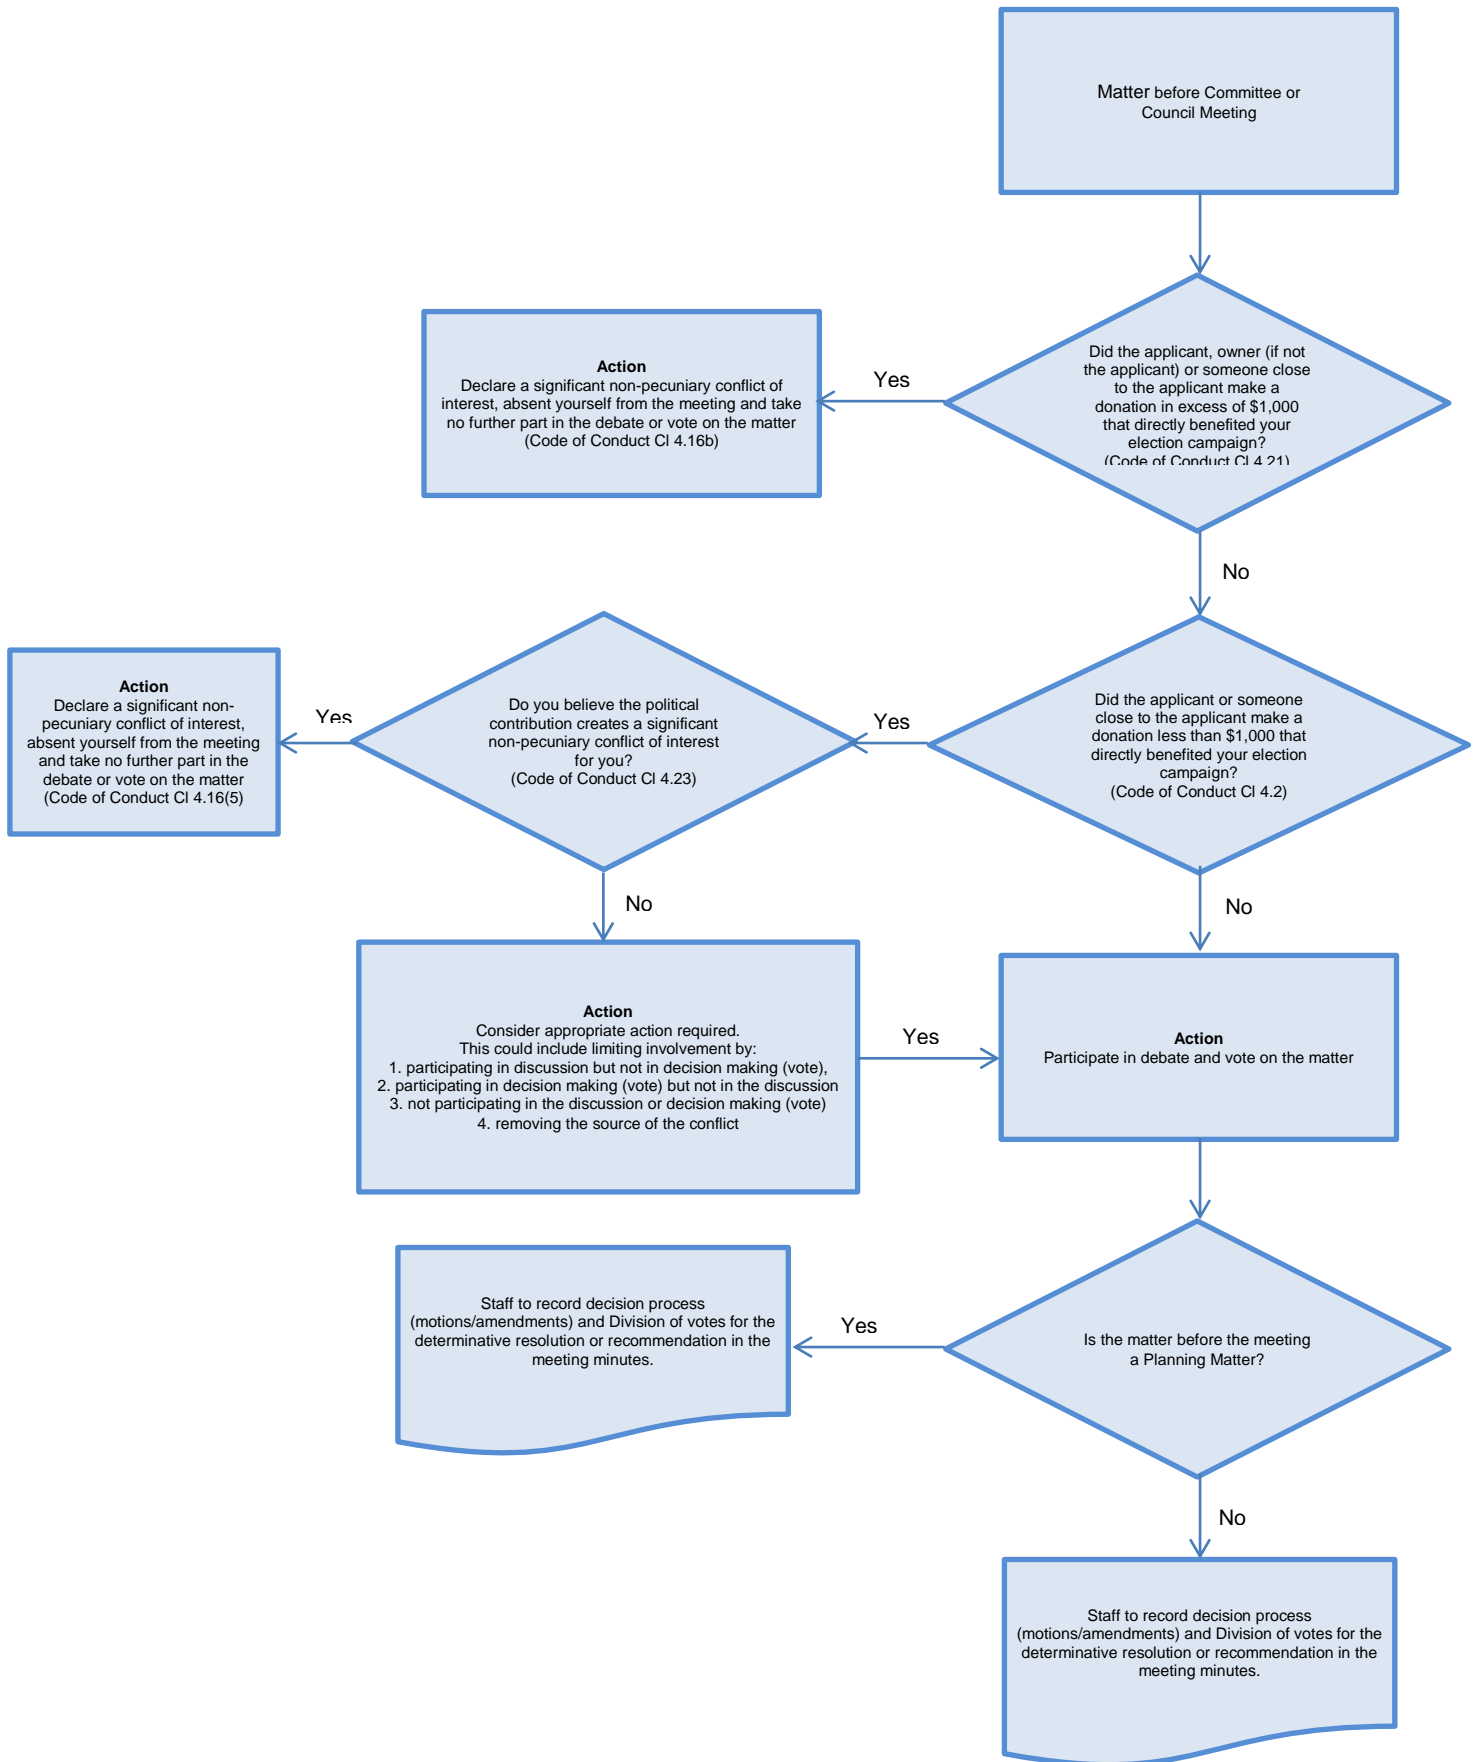 Matter before Committee or
Council Meeting
Did the applicant, owner (if not
the applicant) or someone close
to the applicant make a
donation in excess of $1,000
that directly benefited your
election campaign?
(Code of Conduct Cl 4.21)
Yes
Action
Declare a significant non-pecuniary conflict of
interest, absent yourself from the meeting and take
no further part in the debate or vote on the matter
(Code of Conduct Cl 4.16b)
No
Did the applicant or someone
close to the applicant make a
donation less than $1,000 that
directly benefited your election
campaign?
(Code of Conduct Cl 4.2)
Yes
Do you believe the political
contribution creates a significant
non-pecuniary conflict of interest
for you?
(Code of Conduct Cl 4.23)
Yes
Action
Declare a significant non-
pecuniary conflict of interest,
absent yourself from the meeting
and take no further part in the
debate or vote on the matter
(Code of Conduct Cl 4.16(5)
No
No
Action
Consider appropriate action required.
This could include limiting involvement by:
1. participating in discussion but not in decision making (vote),
2. participating in decision making (vote) but not in the discussion
3. not participating in the discussion or decision making (vote)
4. removing the source of the conflict
Yes
Action
Participate in debate and vote on the matter
Is the matter before the meeting
a Planning Matter?
Yes
Staff to record decision process
(motions/amendments) and Division of votes for the
determinative resolution or recommendation in the
meeting minutes.
No
Staff to record decision process
(motions/amendments) and Division of votes for the
determinative resolution or recommendation in the
meeting minutes.